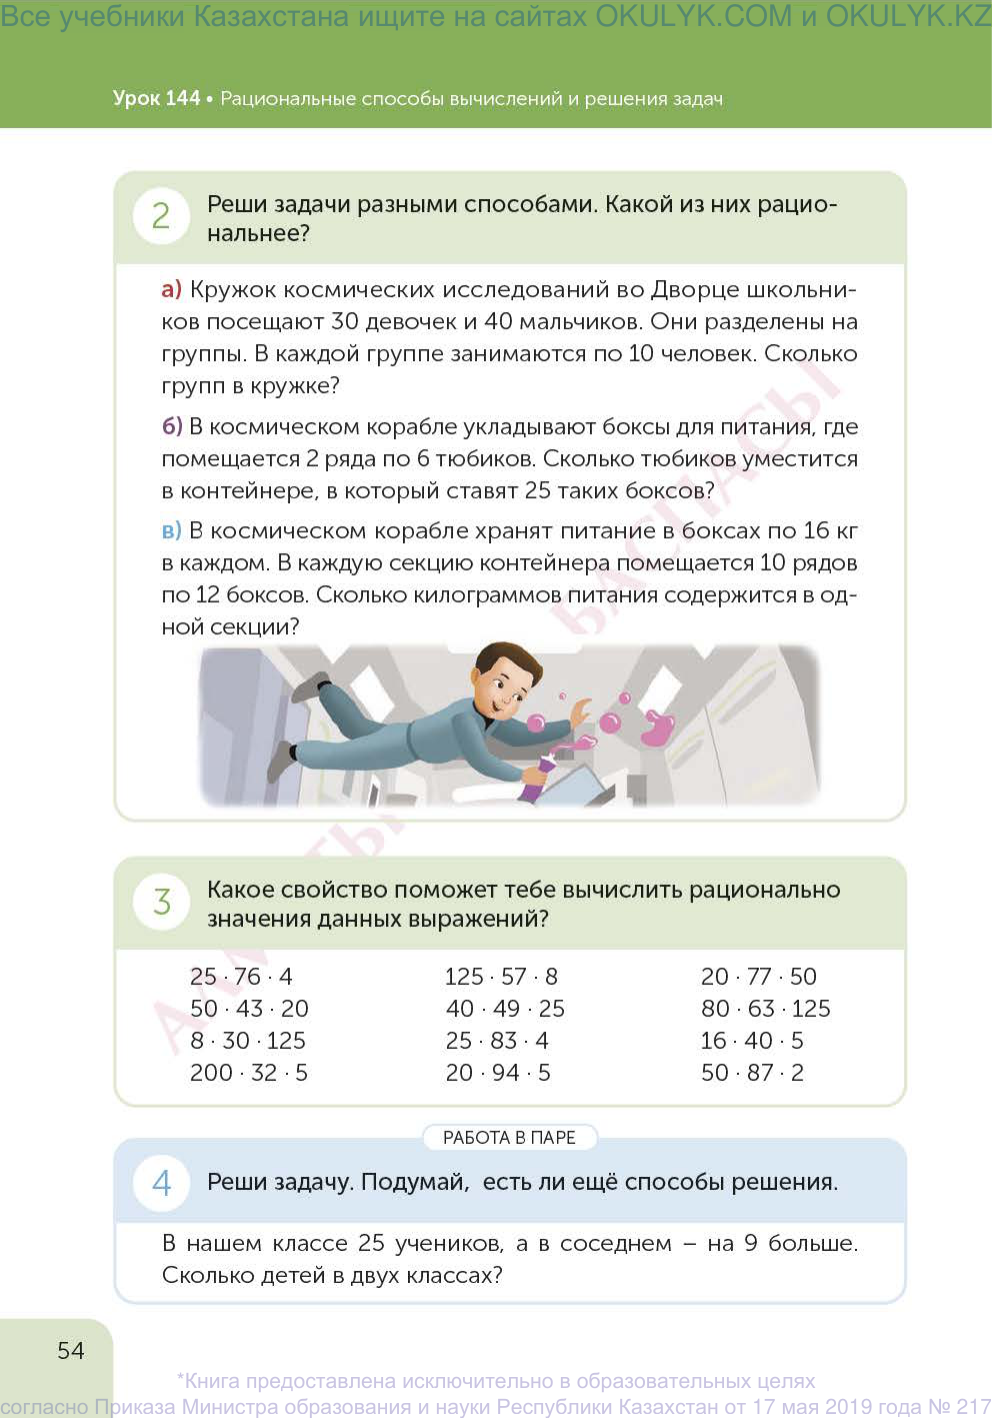 Все учебники Казахстана ищите на сайтах OKULYK.COM и OKULYK.KZ
Урок 144 • Рациональные способы вычислений и решения задач
2
Реши задачи разными способами. Какой из них рацио-
нальнее?
а) Кружок космических исследований во Дворце школьни-
ков посещают 30 девочек и 40 мальчиков. Они разделены на
группы. В каждой группе занимаются по 10 человек. Сколько
групп в кружке?
б) В космическом корабле укладывают боксы для питания, где
помещается 2 ряда по 6 тюбиков. Сколько тюбиков уместится
в контейнере, в который ставят 25 таких боксов?
в) В космическом корабле хранят питание в боксах по 16 кг
в каждом. В каждую секцию контейнера помещается 10 рядов
по 12 боксов. Сколько килограммов питания содержится в од-
ной секции?
3
Какое свойство поможет тебе вычислить рационально
значения данных выражений?
25 · 76 · 4 125 · 57 · 8 20 · 77 · 50
50 · 43 · 20 40 · 49 · 25 80 · 63 · 125
8 · 30 · 125 25 · 83 · 4 16 · 40 · 5
200 · 32 · 5 20 · 94 · 5 50 · 87 · 2
РАБОТА В ПАРЕ
4
Реши задачу. Подумай, есть ли ещё способы решения.
В нашем классе 25 учеников, а в соседнем – на 9 больше.
Сколько детей в двух классах?
54
*Книга предоставлена исключительно в образовательных целях
согласно Приказа Министра образования и науки Республики Казахстан от 17 мая 2019 года № 217